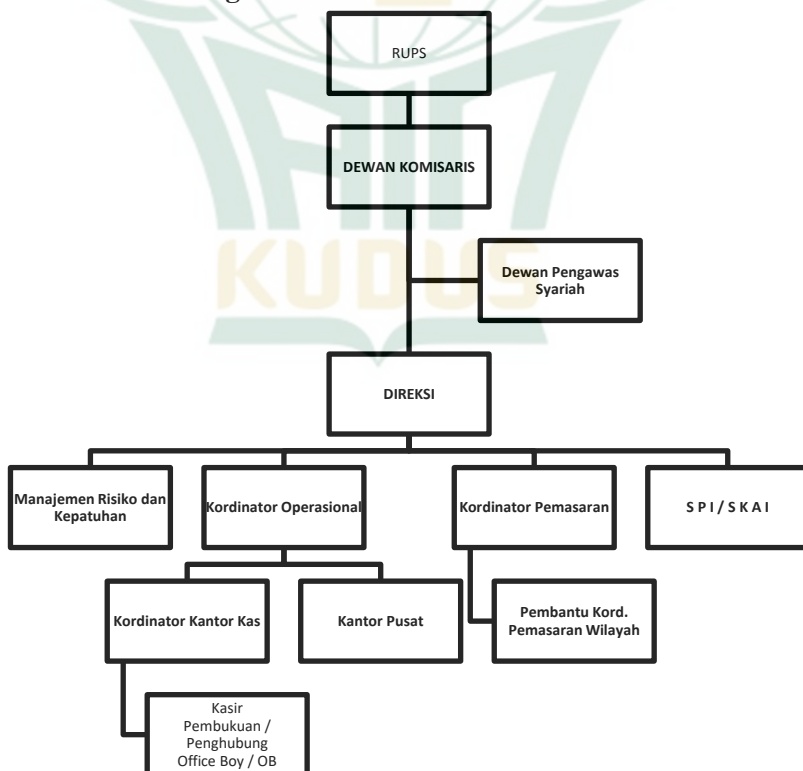 RUPS
DEWAN KOMISARIS
KUDUS
Dewan Pengawas
Syariah
DIREKSI
Manajemen Risiko dan
Kepatuhan
Kordinator Operasional
Kordinator Pemasaran
S P I / S K A I
Kordinator Kantor Kas
Kantor Pusat
Pembantu Kord.
Pemasaran Wilayah
Kasir
Pembukuan /
Penghubung
Office Boy / OB